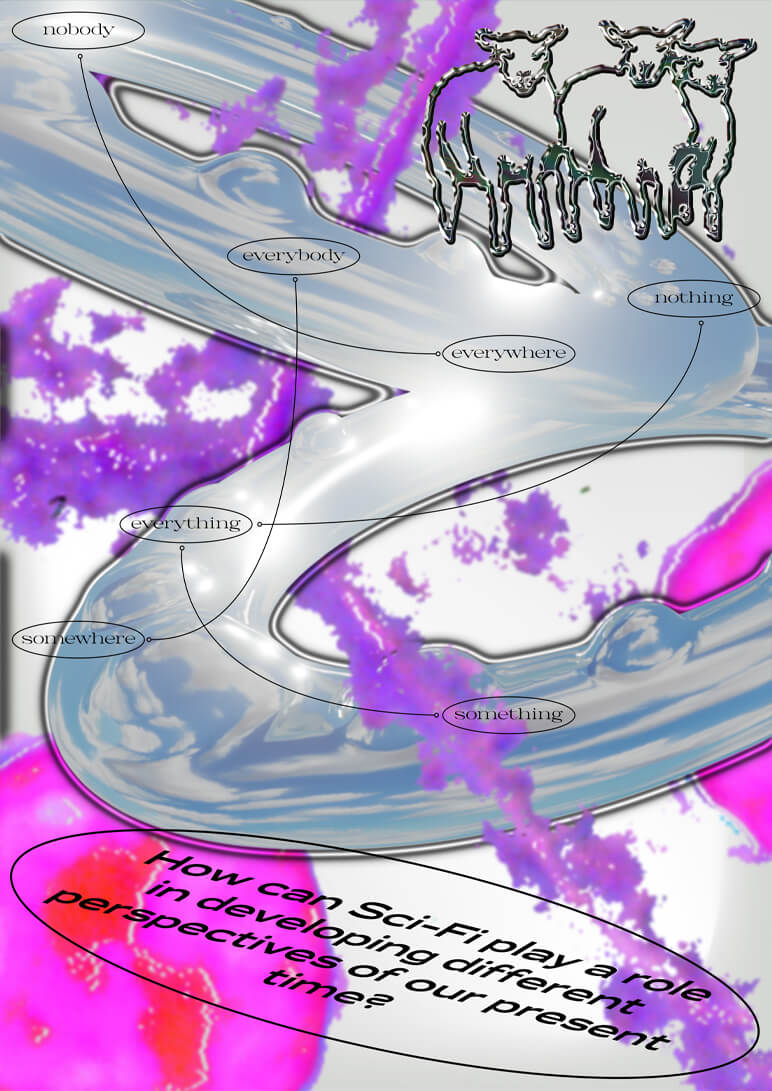 nobody
everybody
nothing
everywhere
everything
somewhere
something
How can Sci-Fi play a role
in developing different
perspectives of our present
time?